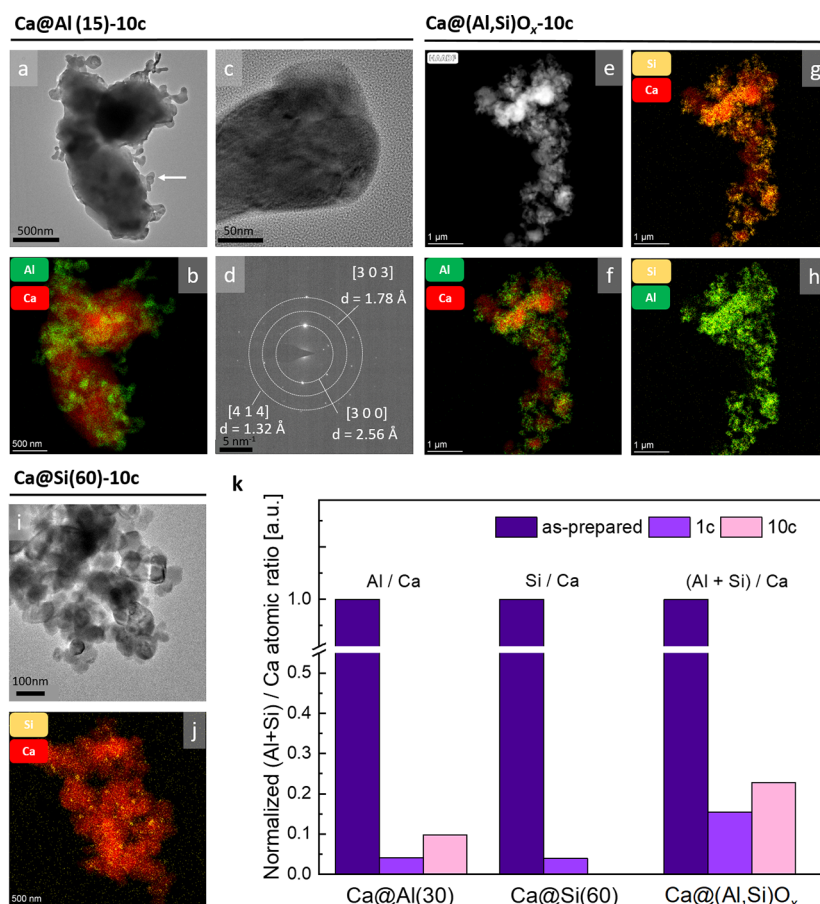 Ca@Al (15)-10c
Ca@(Al,Si)Oₓ-10c
a
500nm
c
50nm
HAADF
e
1 µm
Si
Ca
g
1 µm
Al
Ca
b
500 nm
d
[3 0 3]
d = 1.78 Å
[4 1 4]
d = 1.32 Å
[3 0 0]
d = 2.56 Å
5 nm⁻¹
Al
Ca
f
1 µm
Si
Al
h
1 µm
Ca@Si(60)-10c
i
100nm
Si
Ca
j
500 nm
k
Normalized (Al+Si) / Ca atomic ratio [a.u.]
as-prepared
1c
10c
Al / Ca
Si / Ca
(Al + Si) / Ca
1.0
0.5
0.4
0.3
0.2
0.1
0.0
Ca@Al(30)
Ca@Si(60)
Ca@(Al,Si)Oₓ